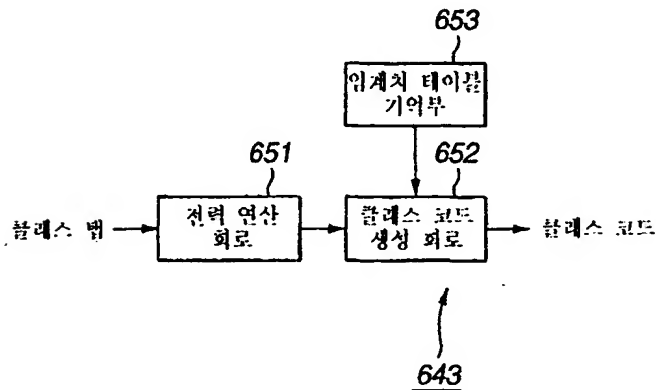 653
임계치 테이블
기억부
651
652
클래스 탭
전력 연산
회로
클래스 코드
생성 회로
클래스 코드
643